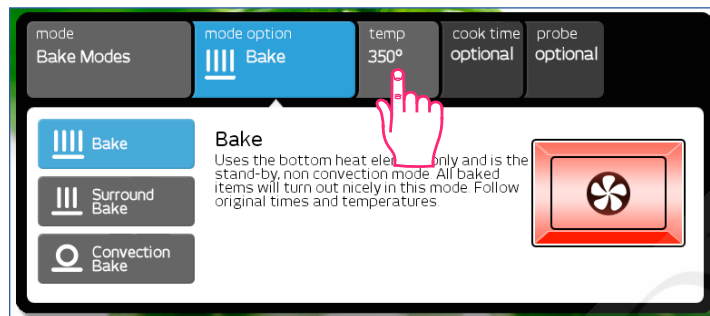 mode
Bake Modes
mode option
Bake
temp
350°
cook time
optional
probe
optional
Bake
Surround
Bake
Convection
Bake
Bake
Uses the bottom heat only and is the
stand-by, non convection mode. All baked
items will turn out nicely in this mode. Follow
original times and temperatures.